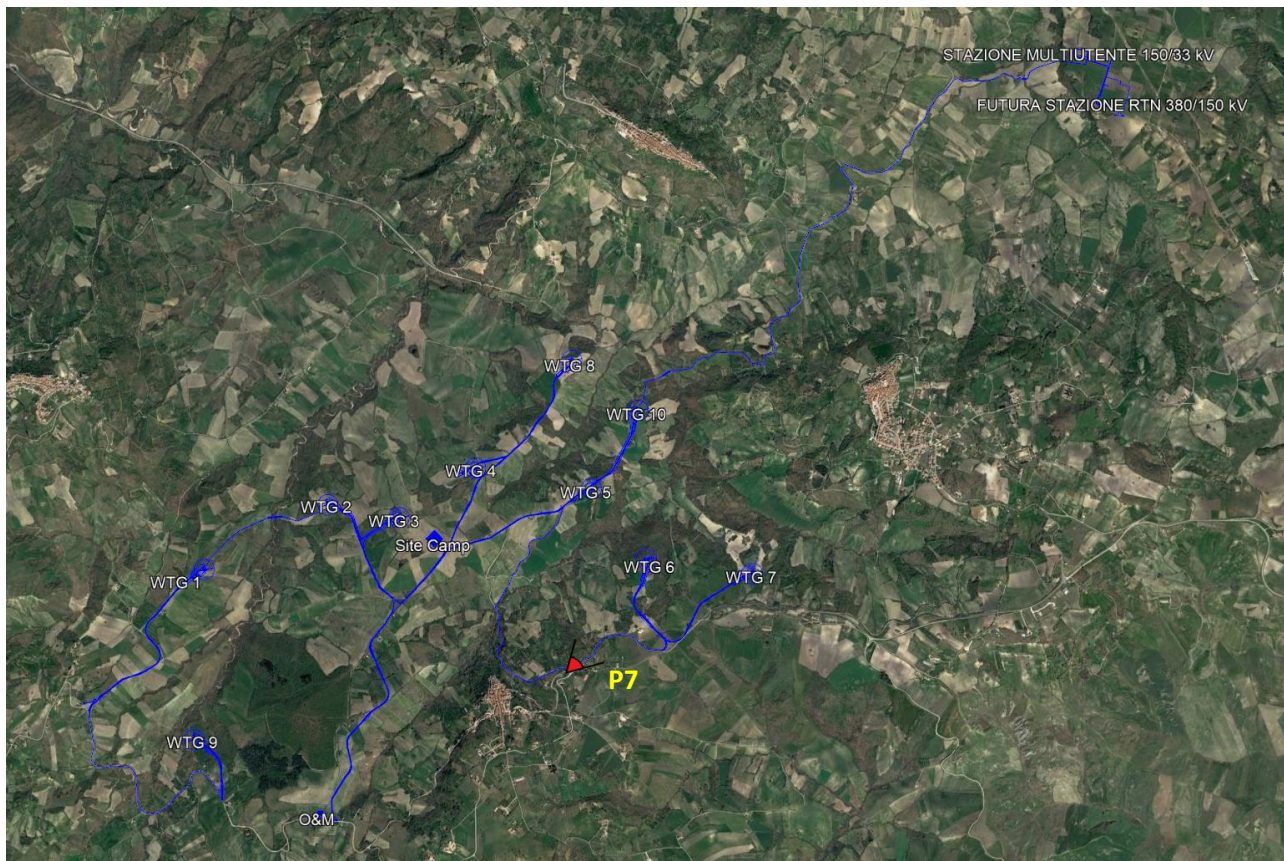 STAZIONE MULTIUTENTE 150/33 kV
FUTURA STAZIONE RTN 380/150 kV
WTG 8
WTG 10
WTG 4
WTG 5
WTG 2
WTG 3
Site Camp
WTG 6
WTG 7
WTG 1
P7
WTG 9
O&M